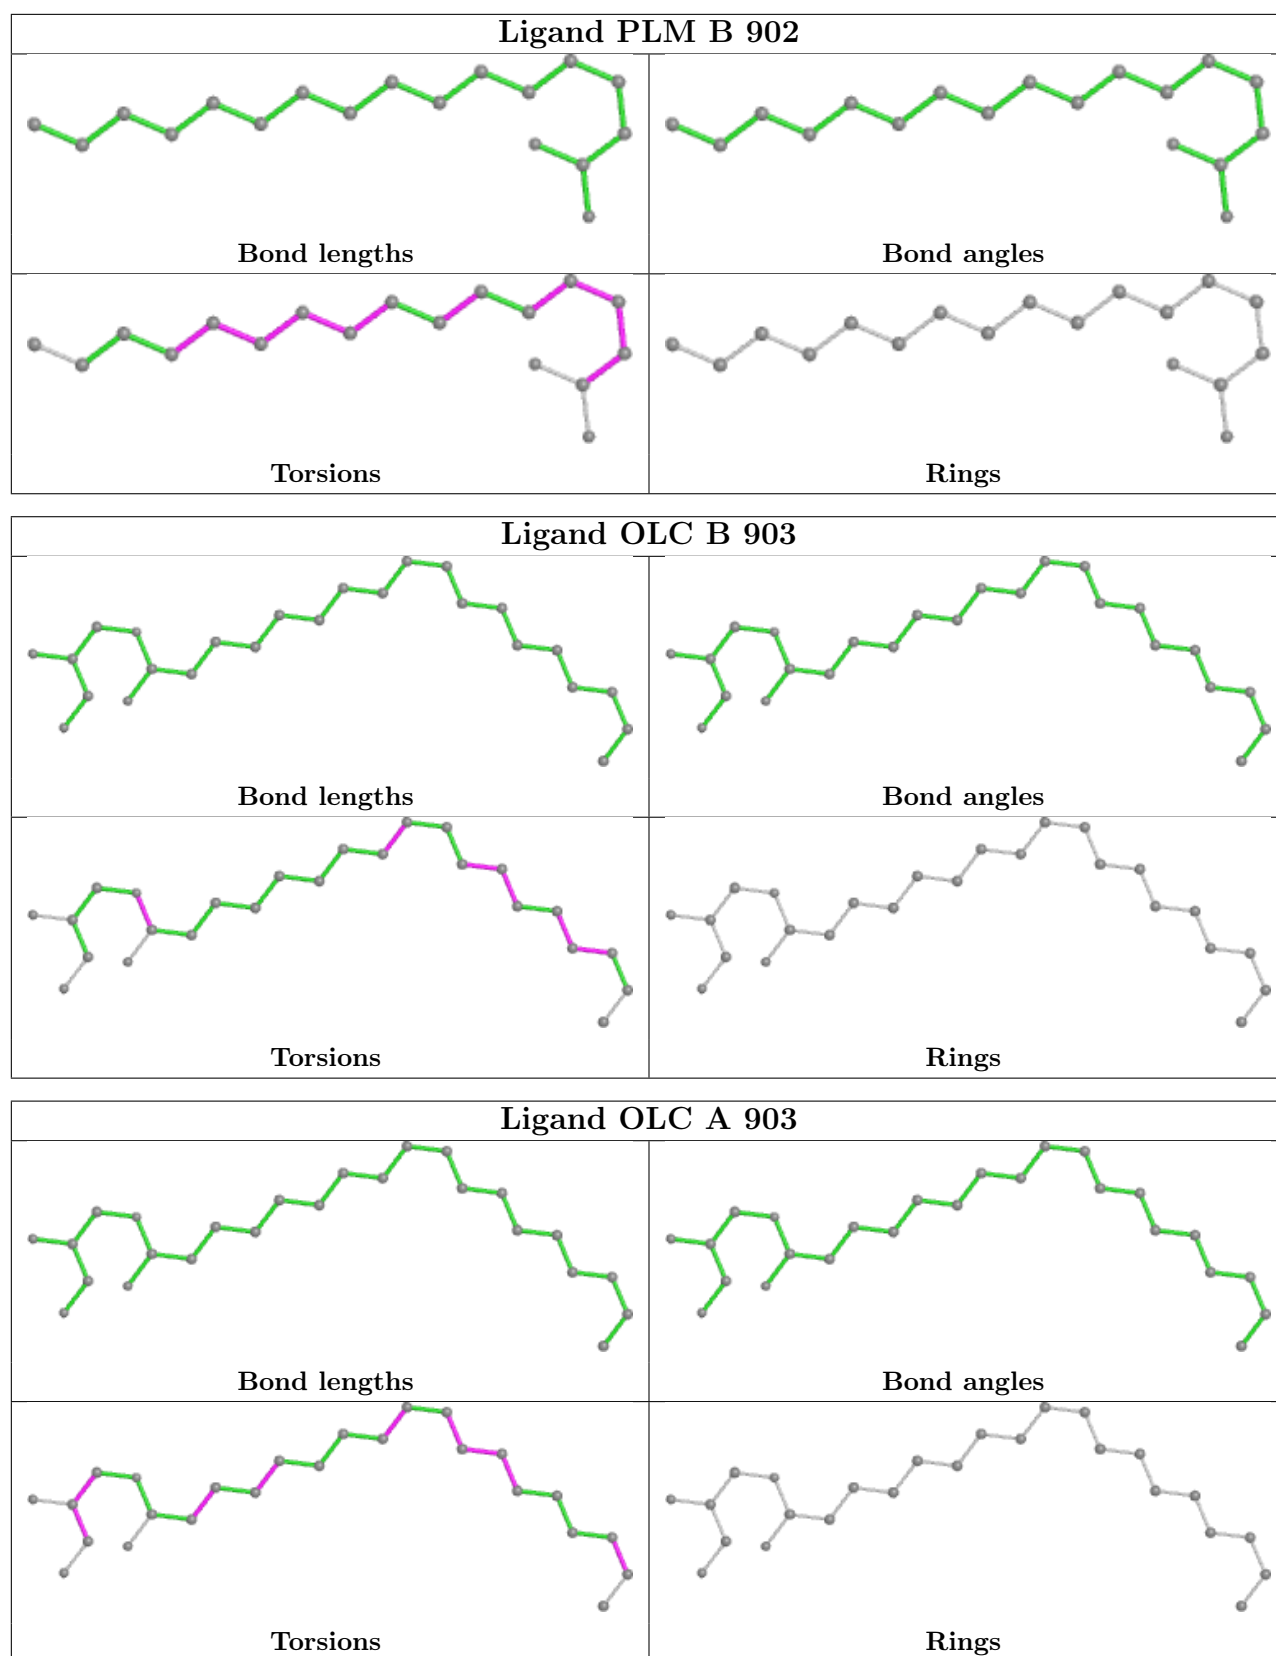 Ligand PLM B 902
Bond lengths
Bond angles
Torsions
Rings
Ligand OLC B 903
Bond lengths
Bond angles
Torsions
Rings
Ligand OLC A 903
Bond lengths
Bond angles
Torsions
Rings